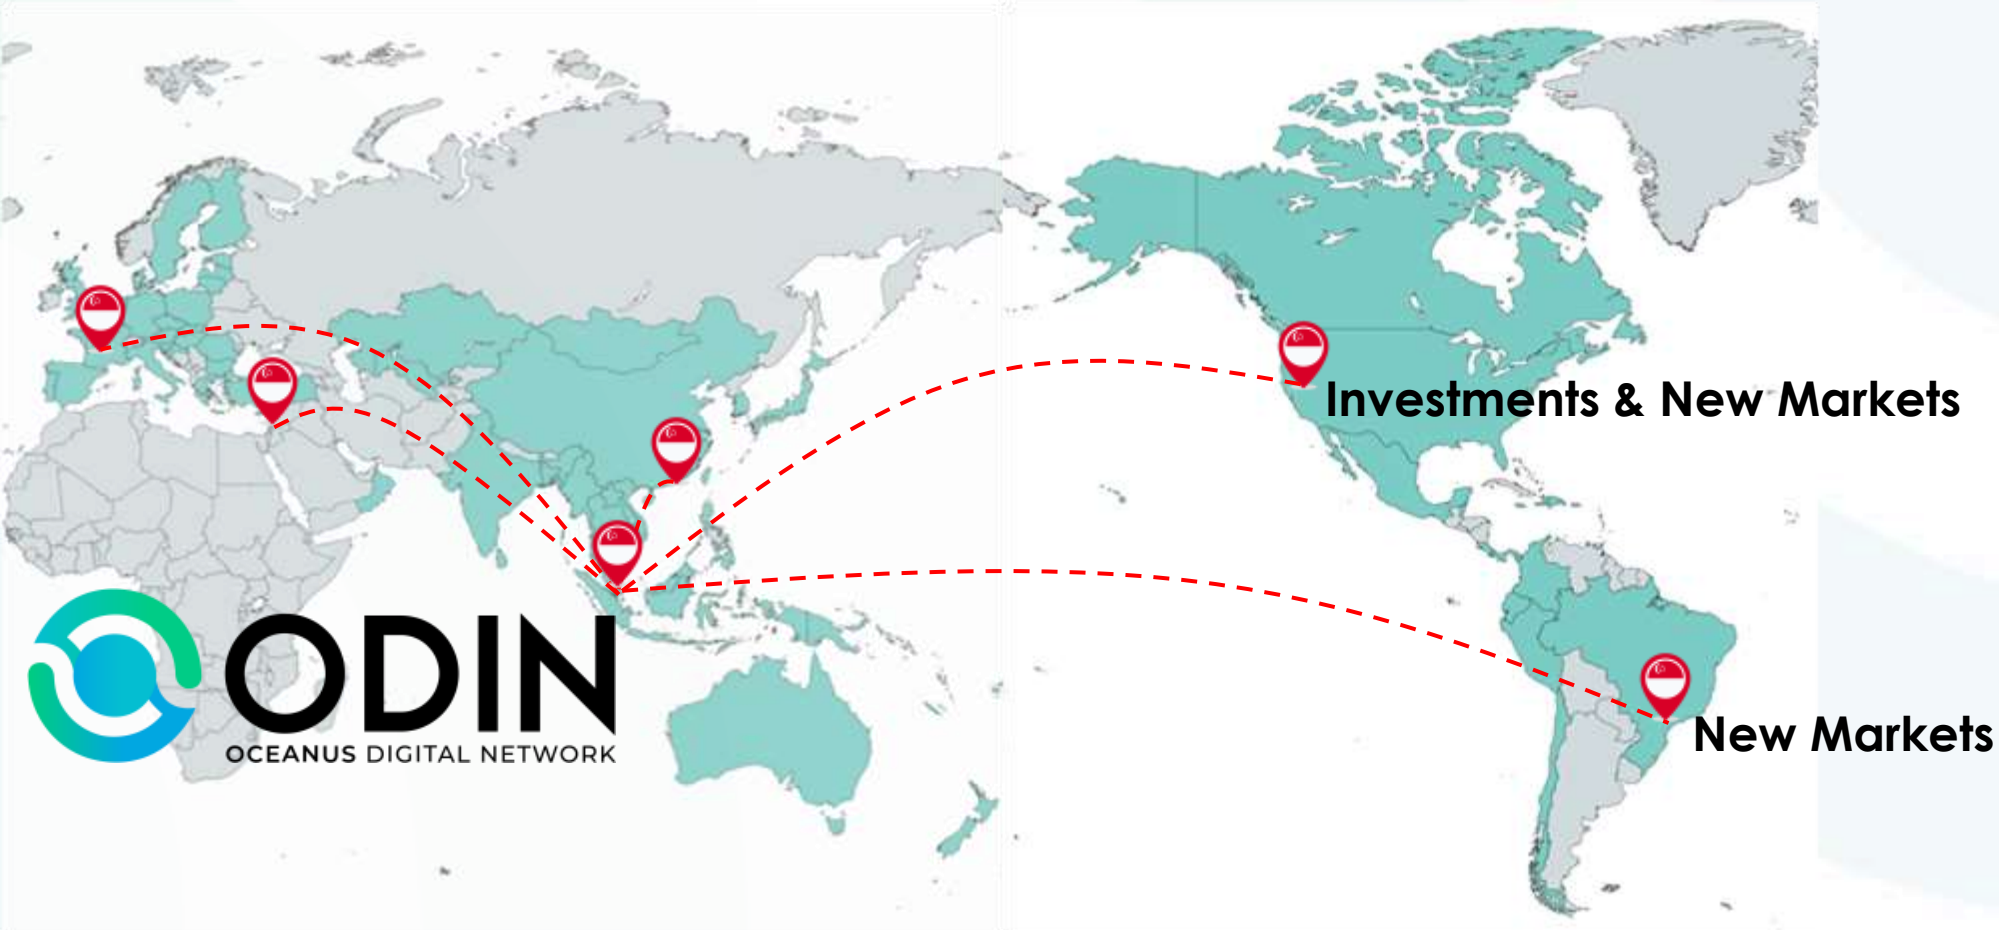 Investments & New Markets
ODIN
OCEANUS DIGITAL NETWORK
New Markets